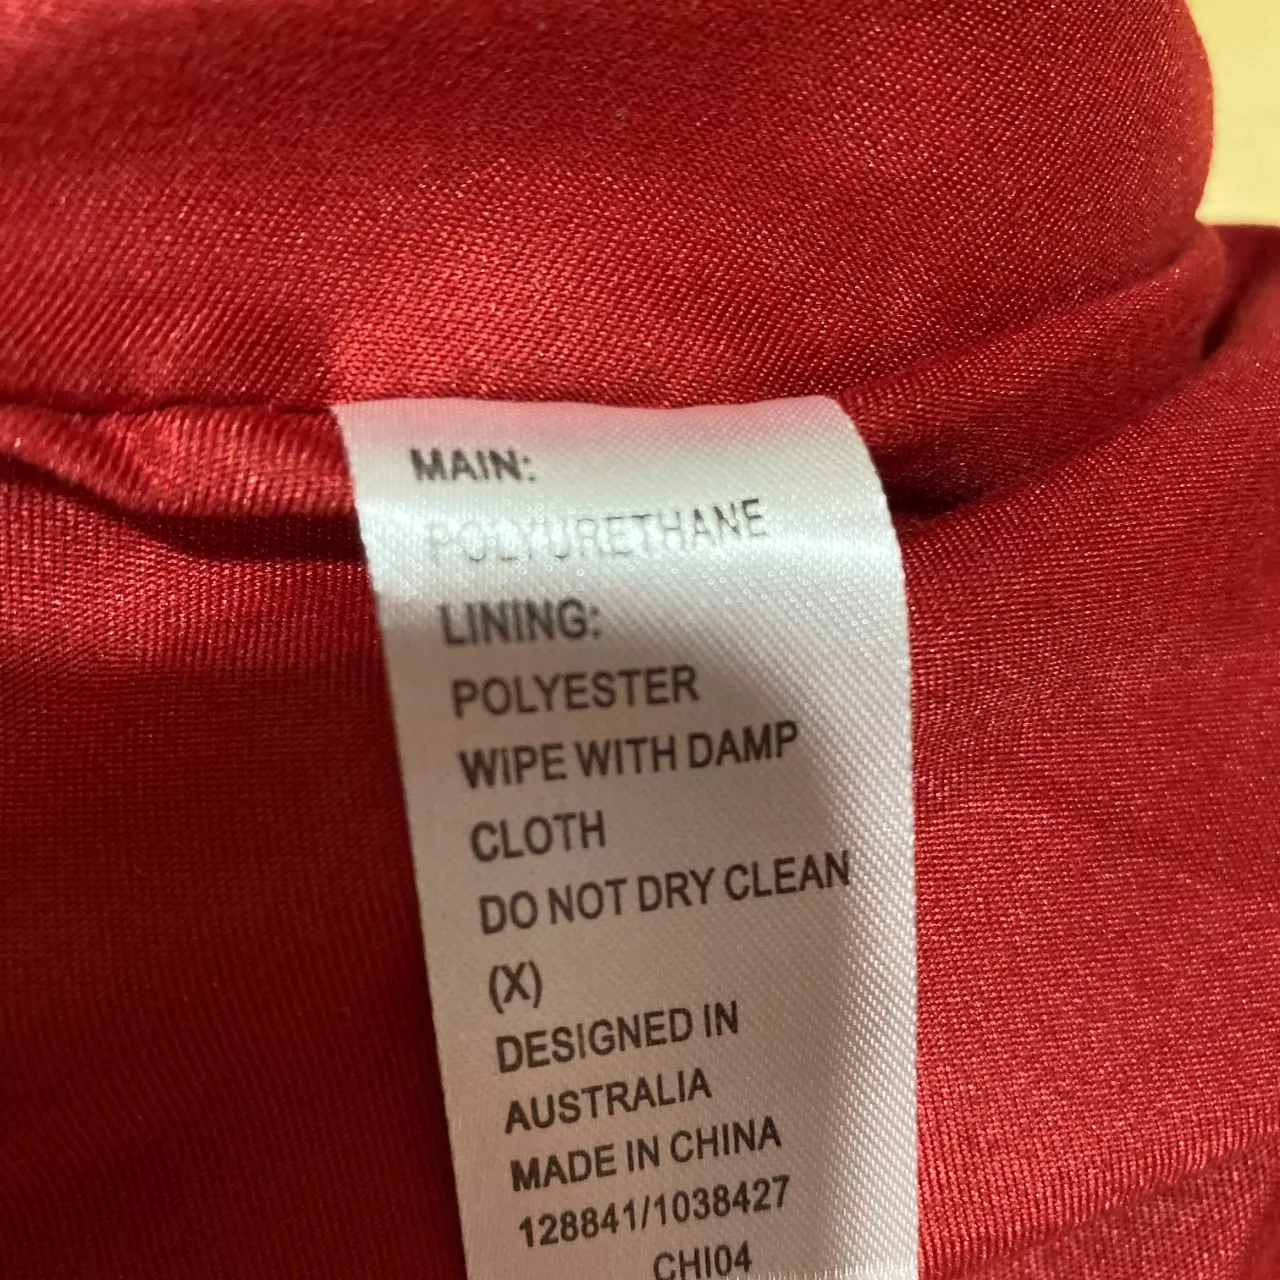 MAIN:
POLYURETHANE
LINING:
POLYESTER
WIPE WITH DAMP
CLOTH
DO NOT DRY CLEAN
(X)
DESIGNED IN
AUSTRALIA
MADE IN CHINA
128841/1038427
CHI04